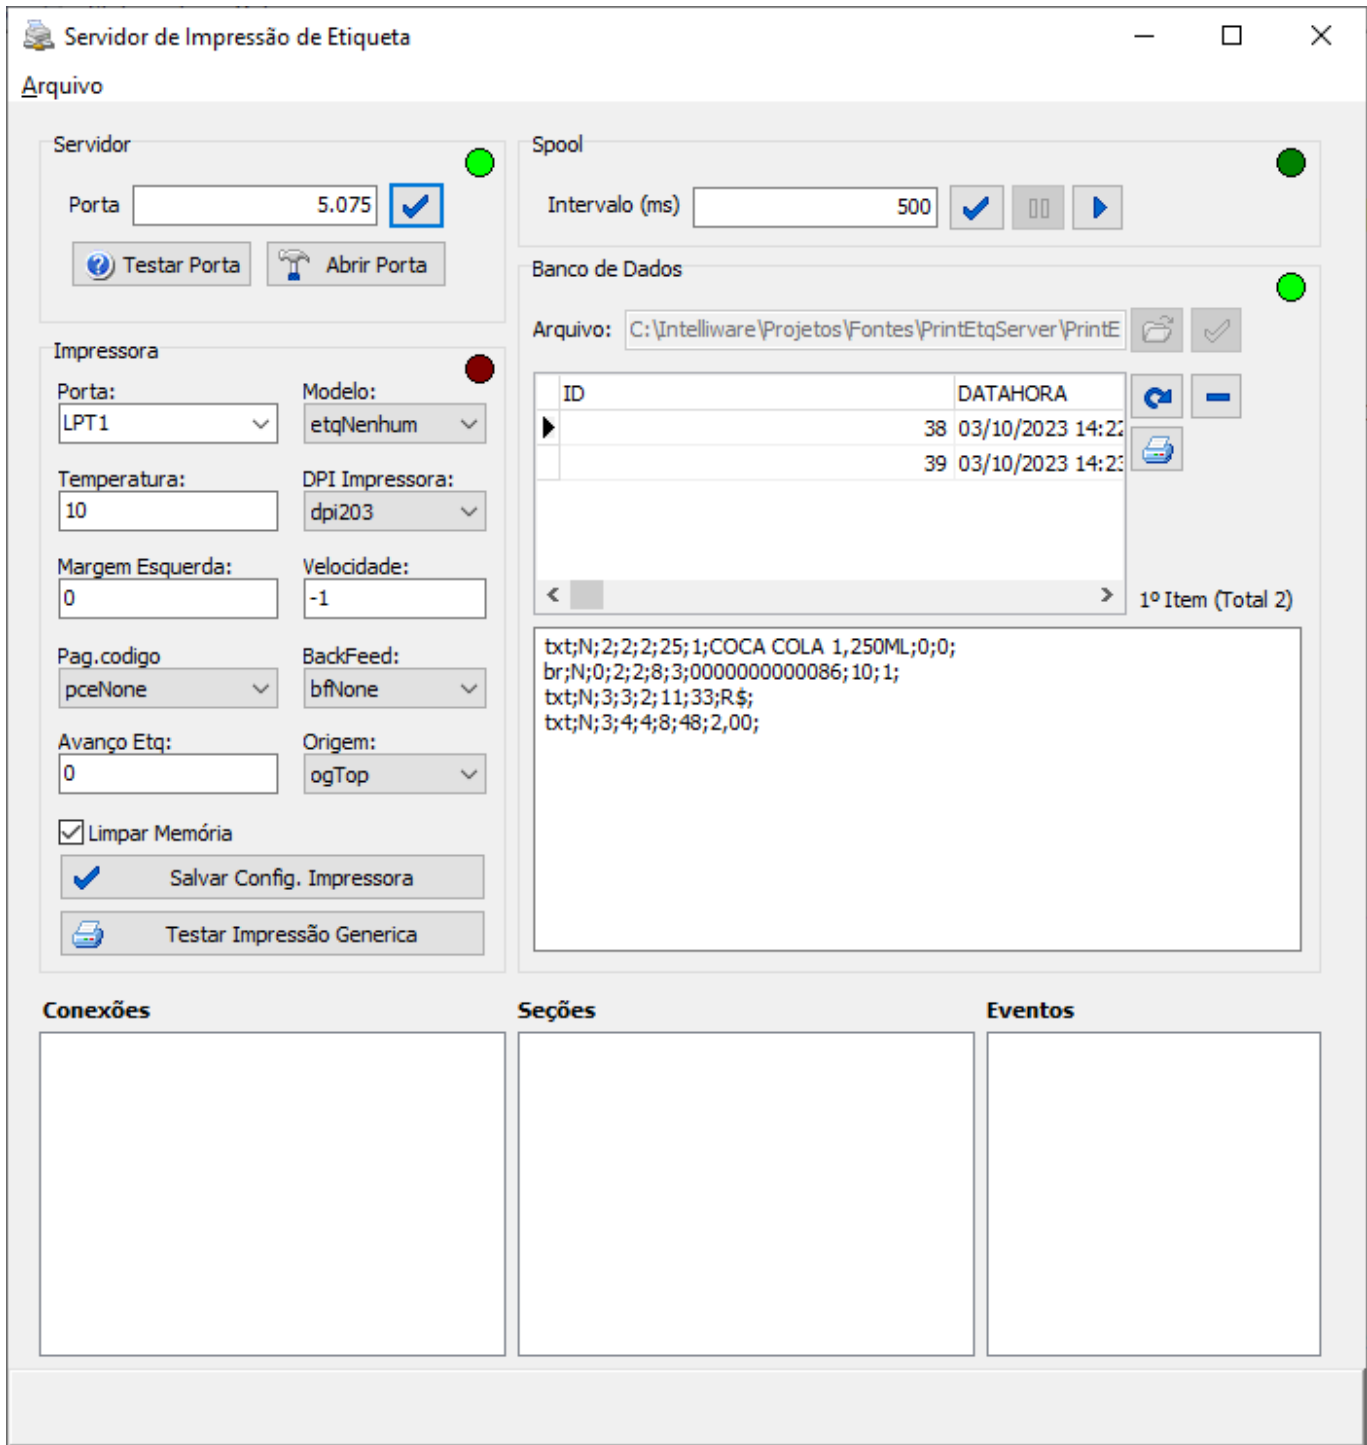 Servidor de Impressão de Etiqueta
Arquivo
Servidor
Porta 5.075
Testar Porta Abrir Porta
Spool
Intervalo (ms) 500
Banco de Dados
Arquivo: C:\Intelliware\Projetos\Fontes\PrintEtqServer\PrintE
ID DATAHORA
38 03/10/2023 14:22
39 03/10/2023 14:23
1º Item (Total 2)
txt;N;2;2;2;25;1;COCA COLA 1,250ML;0;0;
br;N;0;2;2;8;3;0000000000086;10;1;
txt;N;3;3;2;11;33;R$;
txt;N;3;4;4;8;48;2,00;
Impressora
Porta: Modelo:
LPT1 etqNenhum
Temperatura: DPI Impressora:
10 dpi203
Margem Esquerda: Velocidade:
0 -1
Pag.codigo BackFeed:
pceNone bfNone
Avanço Etq: Origem:
0 ogTop
Limpar Memória
Salvar Config. Impressora
Testar Impressão Generica
Conexões Seções Eventos